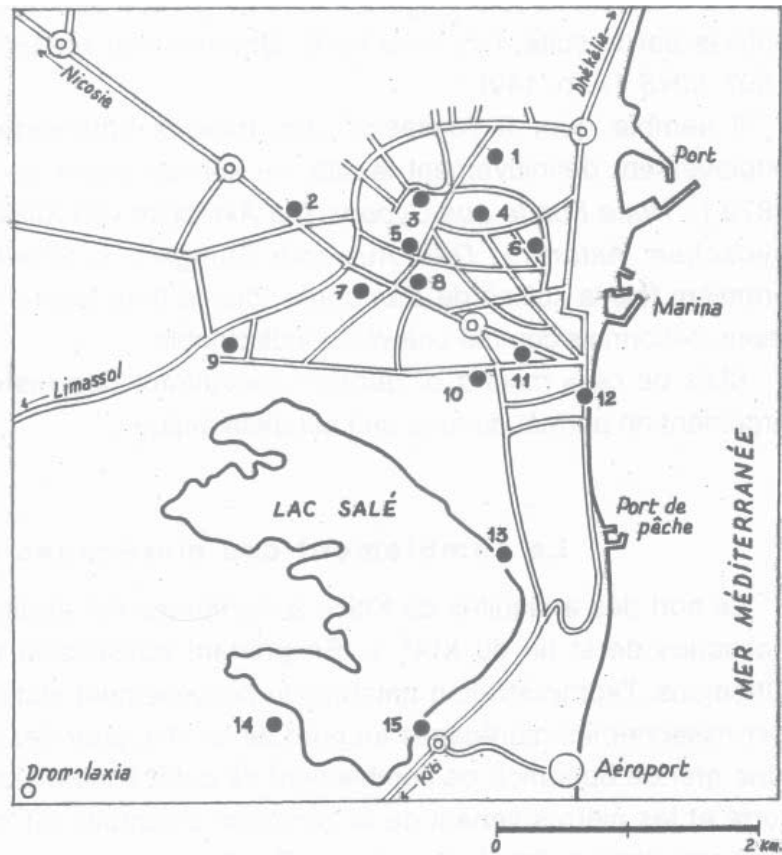 Nicosie
Dhékélia
Port
1
2
3
4
5
6
7
8
Marina
9
10
11
12
Limassol
LAC SALÉ
13
Port de
pêche
MER MÉDITERRANÉE
14
15
Dromolaxia
Kiti
Aéroport
0
2 km